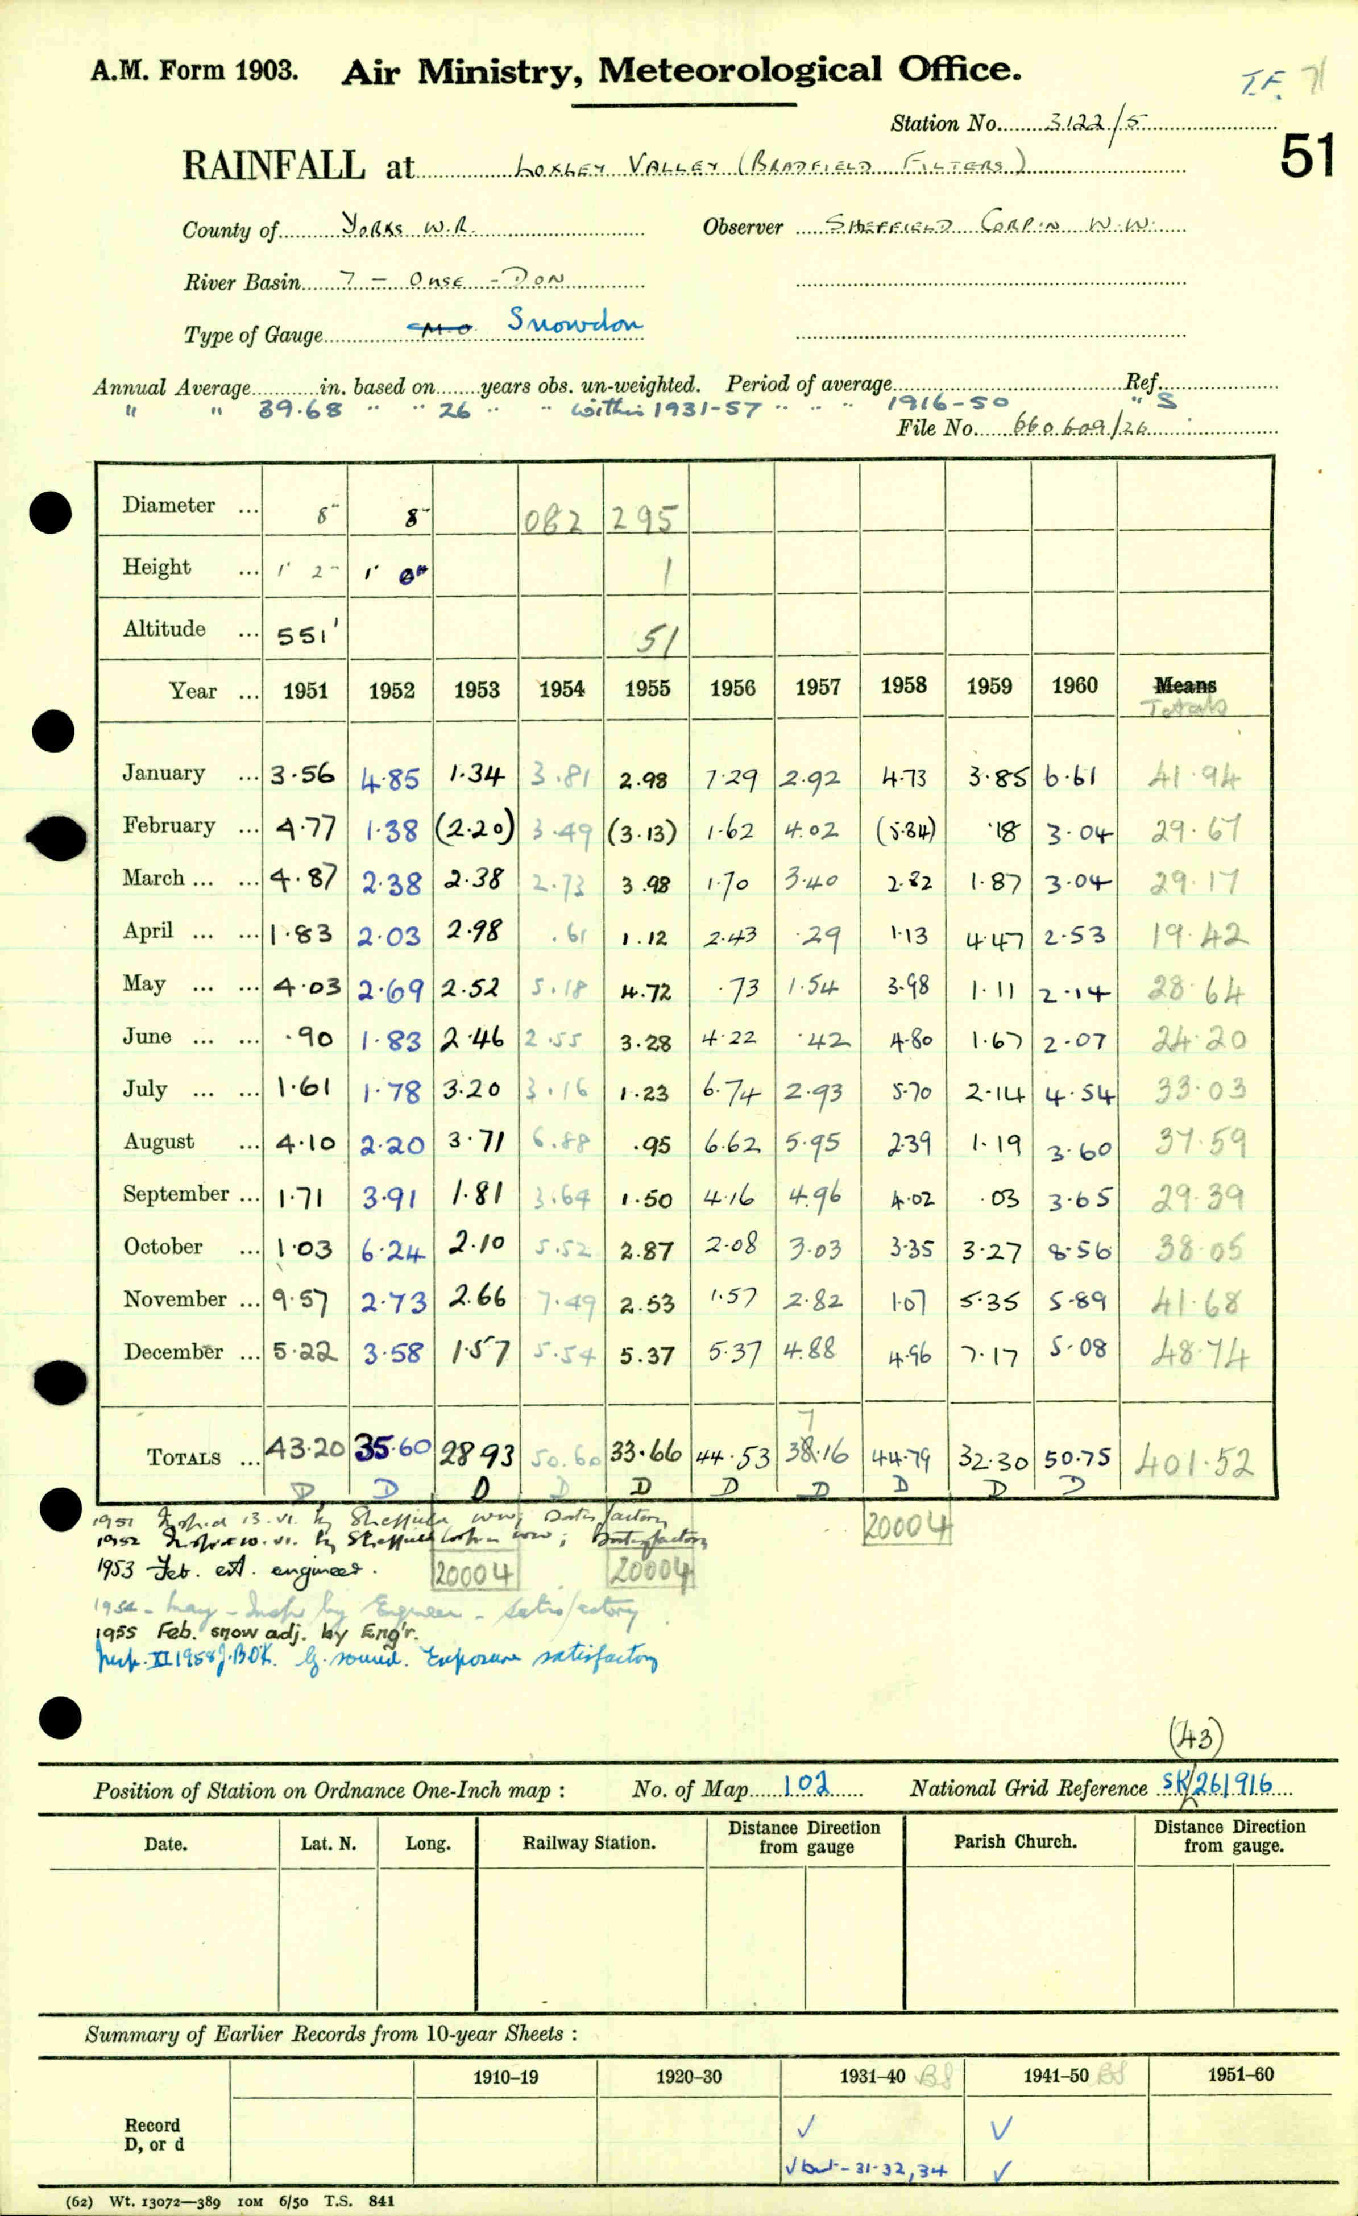 A.M. Form 1903. Air Ministry, Meteorological Office. T.F. 71
Station No. 3122/5
51
RAINFALL at LOXLEY VALLEY (BRADFIELD FILTERS)
County of YORKS W.R. Observer SHEFFIELD CORP'N W.W.
River Basin 7 - OUSE - DON
Type of Gauge M.O. Snowdon
Annual Average in. based on years obs. un-weighted. Period of average Ref.
" " 39.68 " " 26 " " within 1931-57 " " " 1916-50 " S
File No. 660609/26
Diameter ... 8" 8" 082 295
Height ... 1' 2" 1' 0" 1
Altitude ... 551' 51
Year ... 1951 1952 1953 1954 1955 1956 1957 1958 1959 1960 Means
Totals
January ... 3.56 4.85 1.34 3.81 2.98 7.29 2.92 4.73 3.85 6.61 41.94
February ... 4.77 1.38 (2.20) 3.49 (3.13) 1.62 4.02 (5.84) .18 3.04 29.67
March ... ... 4.87 2.38 2.38 2.73 3.98 1.70 3.40 2.82 1.87 3.04 29.17
April ... ... 1.83 2.03 2.98 .61 1.12 2.43 .29 1.13 4.47 2.53 19.42
May ... ... 4.03 2.69 2.52 5.18 4.72 .73 1.54 3.98 1.11 2.14 28.64
June ... ... .90 1.83 2.46 2.55 3.28 4.22 .42 4.80 1.67 2.07 24.20
July ... ... 1.61 1.78 3.20 3.16 1.23 6.74 2.93 5.70 2.14 4.54 33.03
August ... 4.10 2.20 3.71 6.88 .95 6.62 5.95 2.39 1.19 3.60 37.59
September ... 1.71 3.91 1.81 3.64 1.50 4.16 4.96 4.02 .03 3.65 29.39
October ... 1.03 6.24 2.10 5.52 2.87 2.08 3.03 3.35 3.27 8.56 38.05
November ... 9.57 2.73 2.66 7.49 2.53 1.57 2.82 1.07 5.35 5.89 41.68
December ... 5.22 3.58 1.57 5.54 5.37 5.37 4.88 4.96 7.17 5.08 48.74
7
TOTALS ... 43.20 35.60 28.93 50.60 33.66 44.53 38.16 44.79 32.30 50.75 401.52
D D D D D D D D D D
1951 Insp'd 13.vi. by Sheffield WW; Satisfactory
20004
1952 Insp'd 10.vi. by Sheffield Corp'n WW; Satisfactory
1953 Feb. est. engineer. 20004 20004
1954 - May - Insp by Engineer - satisfactory
1955 Feb. snow adj. by Eng'r.
Insp. XI 1958 J.BOK. G. sound. Exposure satisfactory
(43)
Position of Station on Ordnance One-Inch map : No. of Map 102 National Grid Reference SK/261916
Date. Lat. N. Long. Railway Station. Distance from Direction gauge Parish Church. Distance from Direction gauge.
Summary of Earlier Records from 10-year Sheets :
1910–19 1920–30 1931–40 BS 1941–50 BS 1951–60
Record ✓ ✓
D, or d
✓ but - 31-32, 34 ✓
(62) Wt. 13072—389 10M 6/50 T.S. 841